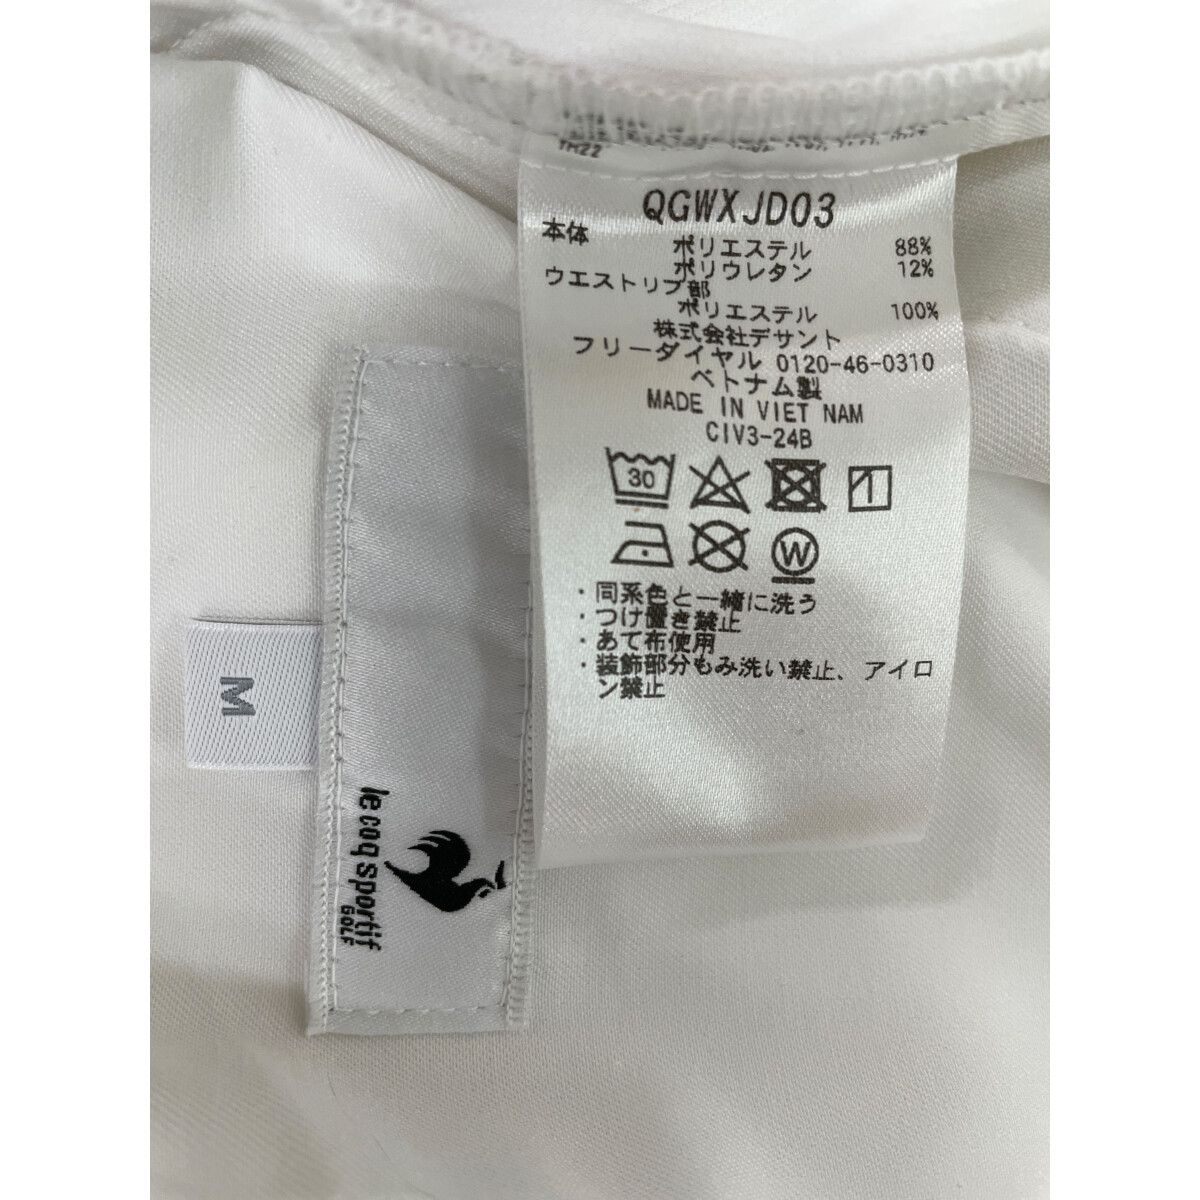 TH22
QGWXJD03
本体
ポリエステル 88%
ポリウレタン 12%
ウエストリブ部
ポリエステル 100%
株式会社デサント
フリーダイヤル 0120-46-0310
ベトナム製
MADE IN VIET NAM
CIV3-24B
30
W
・同系色と一緒に洗う
・つけ置き禁止
・あて布使用
・装飾部分もみ洗い禁止、アイロ
ン禁止
M
le coq sportif
GOLF